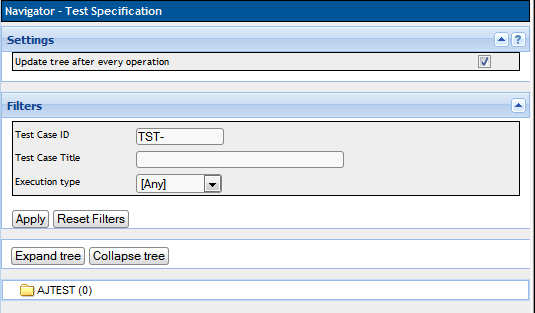 Navigator - Test Specification
Settings
?
Update tree after every operation
Filters
Test Case ID TST-
Test Case Title
Execution type [Any]
Apply Reset Filters
Expand tree Collapse tree
AJTEST (0)